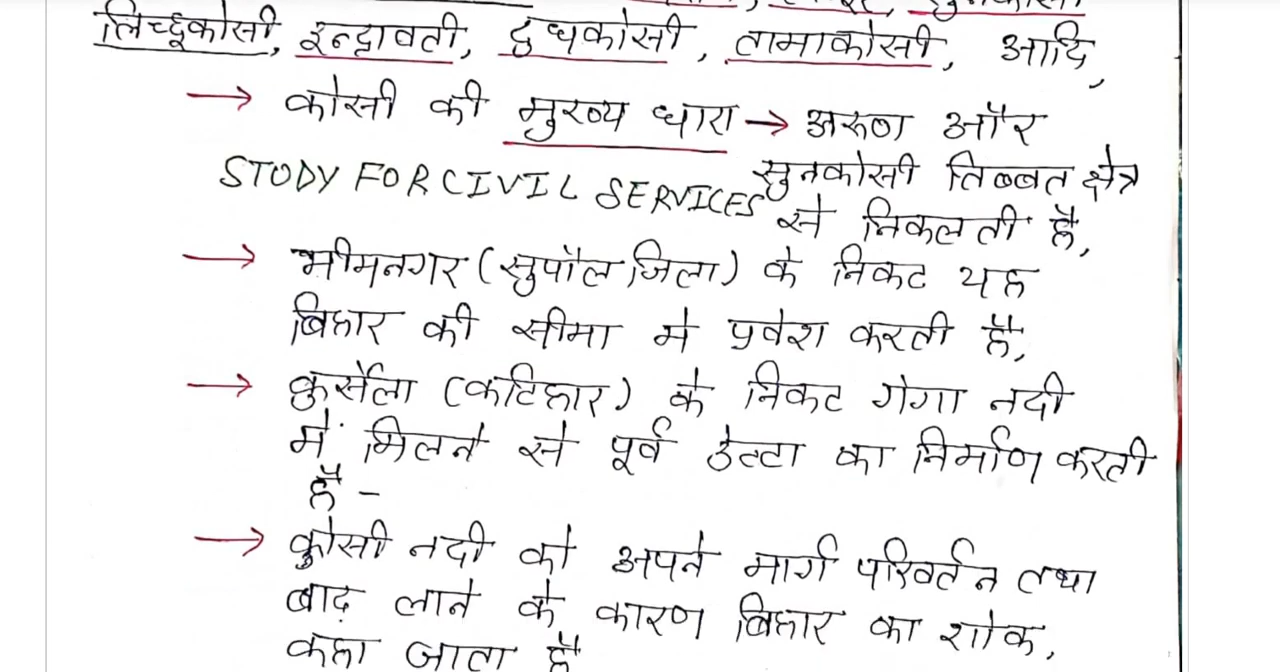 लिच्छूकोसी, इन्द्रावती, दुधकोसी, तामाकोसी, आदि,
→ कोसी की मुख्य धारा → अरुण और
सुनकोसी तिब्बत क्षेत्र
STUDY FOR CIVIL SERVICES से निकलती है,
→ भीमनगर (सुपौल जिला) के निकट यह
बिहार की सीमा मे प्रवेश करती है,
→ कुर्सेला (कटिहार) के निकट गंगा नदी
में मिलने से पूर्व डेल्टा का निर्माण करती
है -
→ कोसी नदी को अपने मार्ग परिवर्तन तथा
बाढ़ लाने के कारण बिहार का शोक,
कहा जाता है